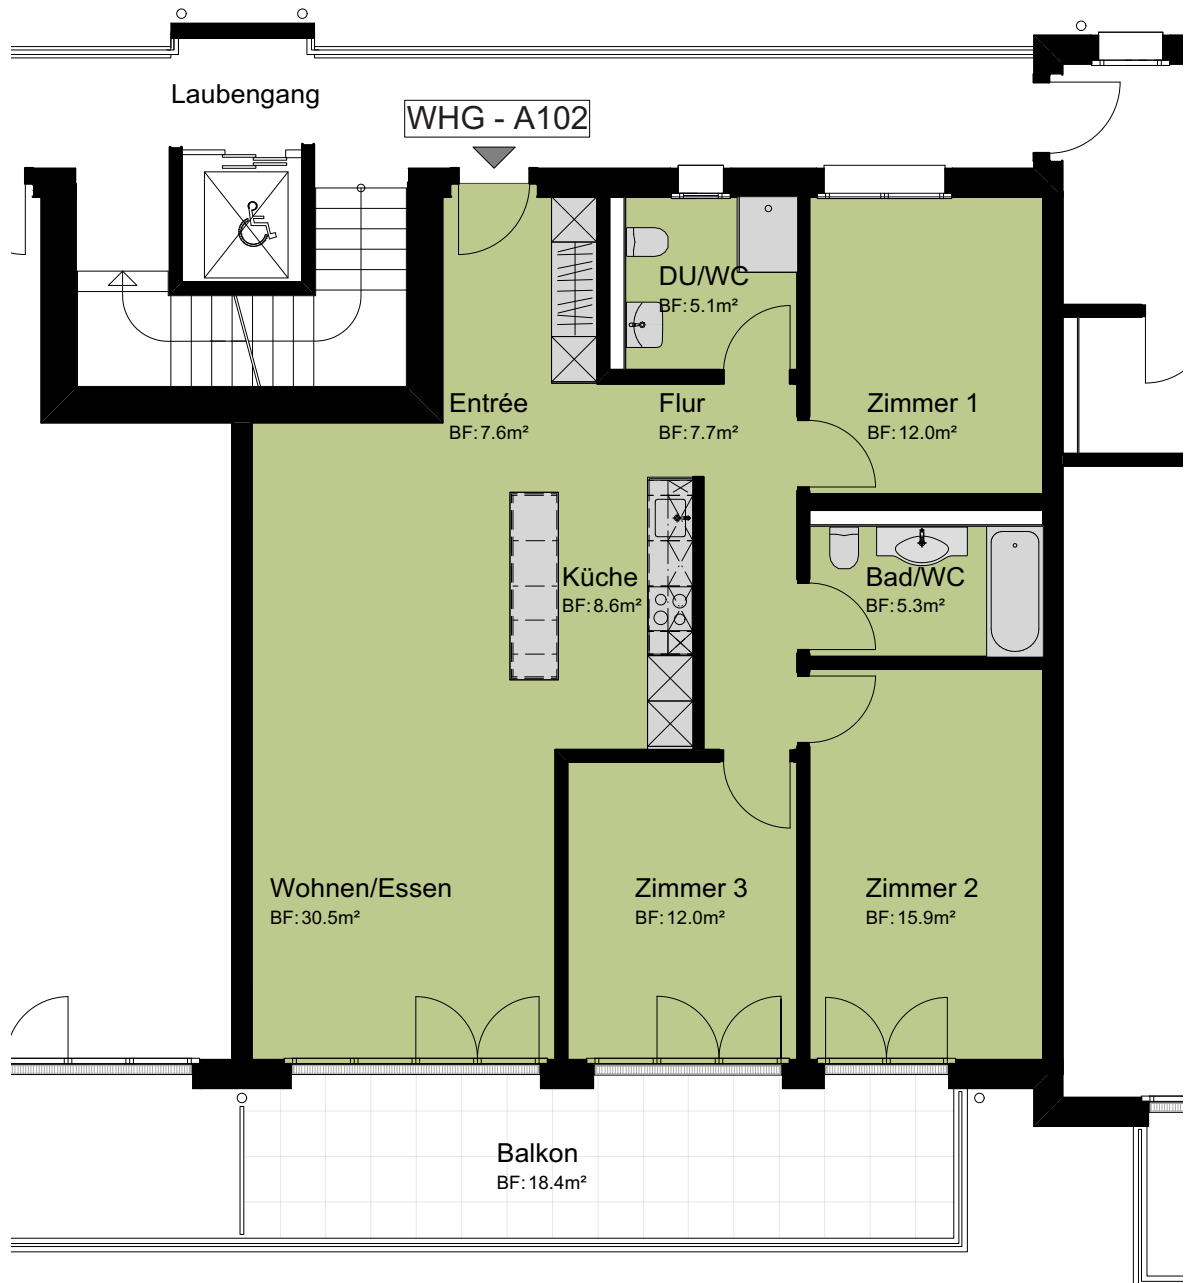 Laubengang
WHG - A102
DU/WC
BF: 5.1m²
Entrée
BF: 7.6m²
Flur
BF: 7.7m²
Zimmer 1
BF: 12.0m²
Küche
BF: 8.6m²
Bad/WC
BF: 5.3m²
Wohnen/Essen
BF: 30.5m²
Zimmer 3
BF: 12.0m²
Zimmer 2
BF: 15.9m²
Balkon
BF: 18.4m²